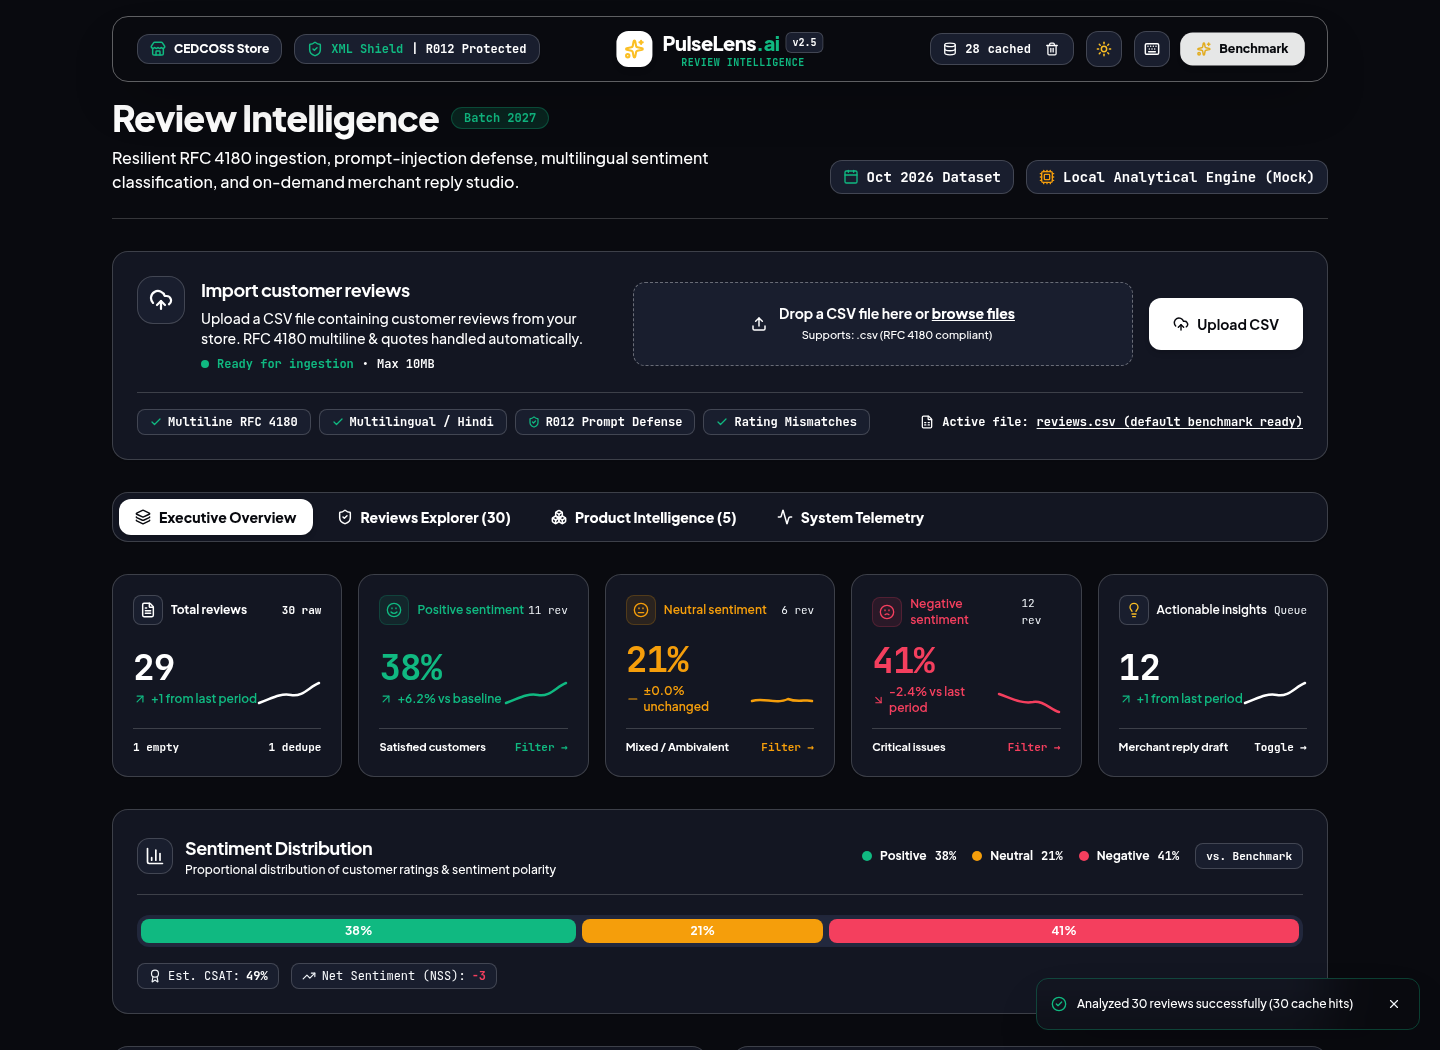 CEDCOSS Store
XML Shield | R012 Protected
PulseLens.ai v2.5
REVIEW INTELLIGENCE
28 cached
Benchmark
Review Intelligence
Batch 2027
Resilient RFC 4180 ingestion, prompt-injection defense, multilingual sentiment
classification, and on-demand merchant reply studio.
Oct 2026 Dataset
Local Analytical Engine (Mock)
Import customer reviews
Upload a CSV file containing customer reviews from your
store. RFC 4180 multiline & quotes handled automatically.
Ready for ingestion • Max 10MB
Drop a CSV file here or browse files
Supports: .csv (RFC 4180 compliant)
Upload CSV
Multiline RFC 4180
Multilingual / Hindi
R012 Prompt Defense
Rating Mismatches
Active file: reviews.csv (default benchmark ready)
Executive Overview
Reviews Explorer (30)
Product Intelligence (5)
System Telemetry
Total reviews
30 raw
29
+1 from last period
1 empty
1 dedupe
Positive sentiment
11 rev
38%
+6.2% vs baseline
Satisfied customers
Filter →
Neutral sentiment
6 rev
21%
±0.0%
unchanged
Mixed / Ambivalent
Filter →
Negative
sentiment
12
rev
41%
-2.4% vs last
period
Critical issues
Filter →
Actionable insights
Queue
12
+1 from last period
Merchant reply draft
Toggle →
Sentiment Distribution
Proportional distribution of customer ratings & sentiment polarity
Positive 38%
Neutral 21%
Negative 41%
vs. Benchmark
38%
21%
41%
Est. CSAT: 49%
Net Sentiment (NSS): -3
Analyzed 30 reviews successfully (30 cache hits)